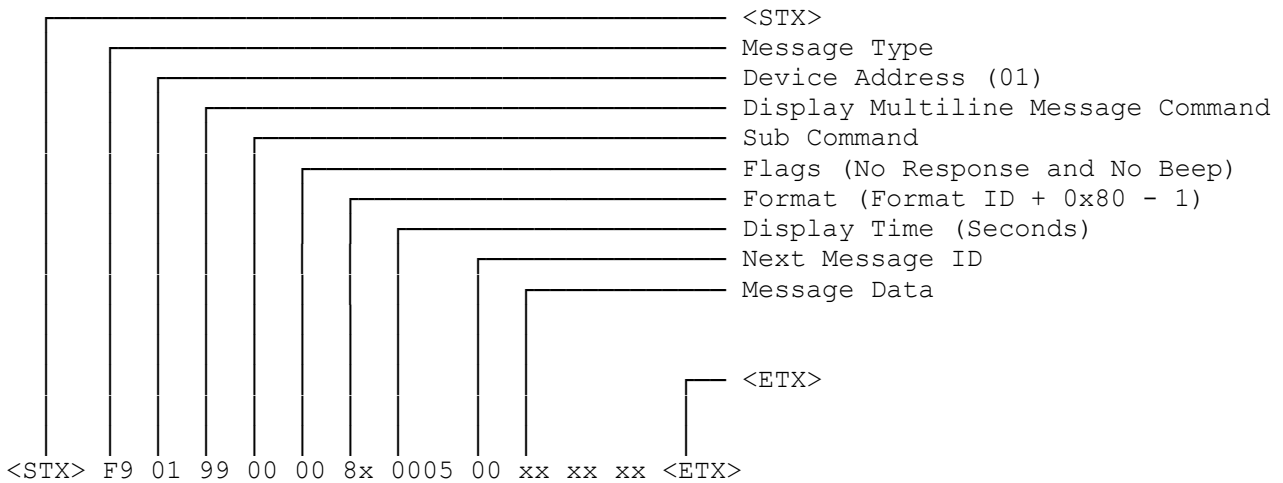 <STX>
Message Type
Device Address (01)
Display Multiline Message Command
Sub Command
Flags (No Response and No Beep)
Format (Format ID + 0x80 - 1)
Display Time (Seconds)
Next Message ID
Message Data
<ETX>
<STX> F9 01 99 00 00 8x 0005 00 xx xx xx <ETX>